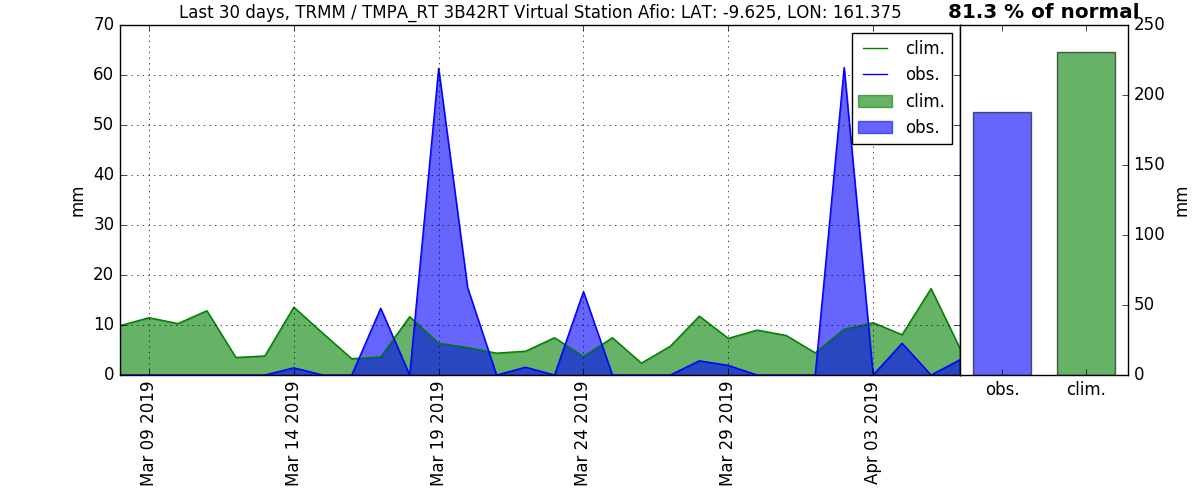 Last 30 days, TRMM / TMPA_RT 3B42RT Virtual Station Afio: LAT: -9.625, LON: 161.375
81.3 % of normal
70
60
50
40
30
20
10
0
mm
clim.
obs.
clim.
obs.
Mar 09 2019
Mar 14 2019
Mar 19 2019
Mar 24 2019
Mar 29 2019
Apr 03 2019
250
200
150
100
50
0
mm
obs.
clim.